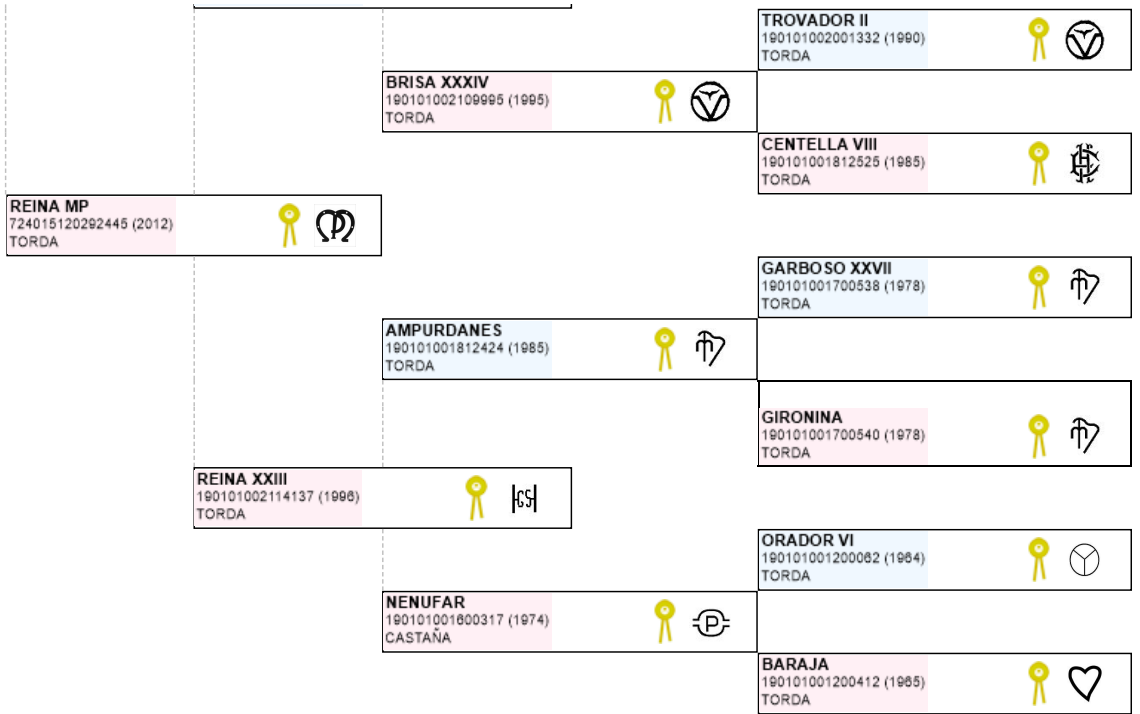 TROVADOR II
190101002001332 (1990)
TORDA
BRISA XXXIV
190101002109995 (1995)
TORDA
CENTELLA VIII
190101001812525 (1985)
TORDA
REINA MP
724015120292445 (2012)
TORDA
GARBOSO XXVII
190101001700538 (1978)
TORDA
AMPURDANES
190101001812424 (1985)
TORDA
GIRONINA
190101001700540 (1978)
TORDA
REINA XXIII
190101002114137 (1996)
TORDA
ORADOR VI
190101001200062 (1964)
TORDA
NENUFAR
190101001600317 (1974)
CASTAÑA
BARAJA
190101001200412 (1965)
TORDA